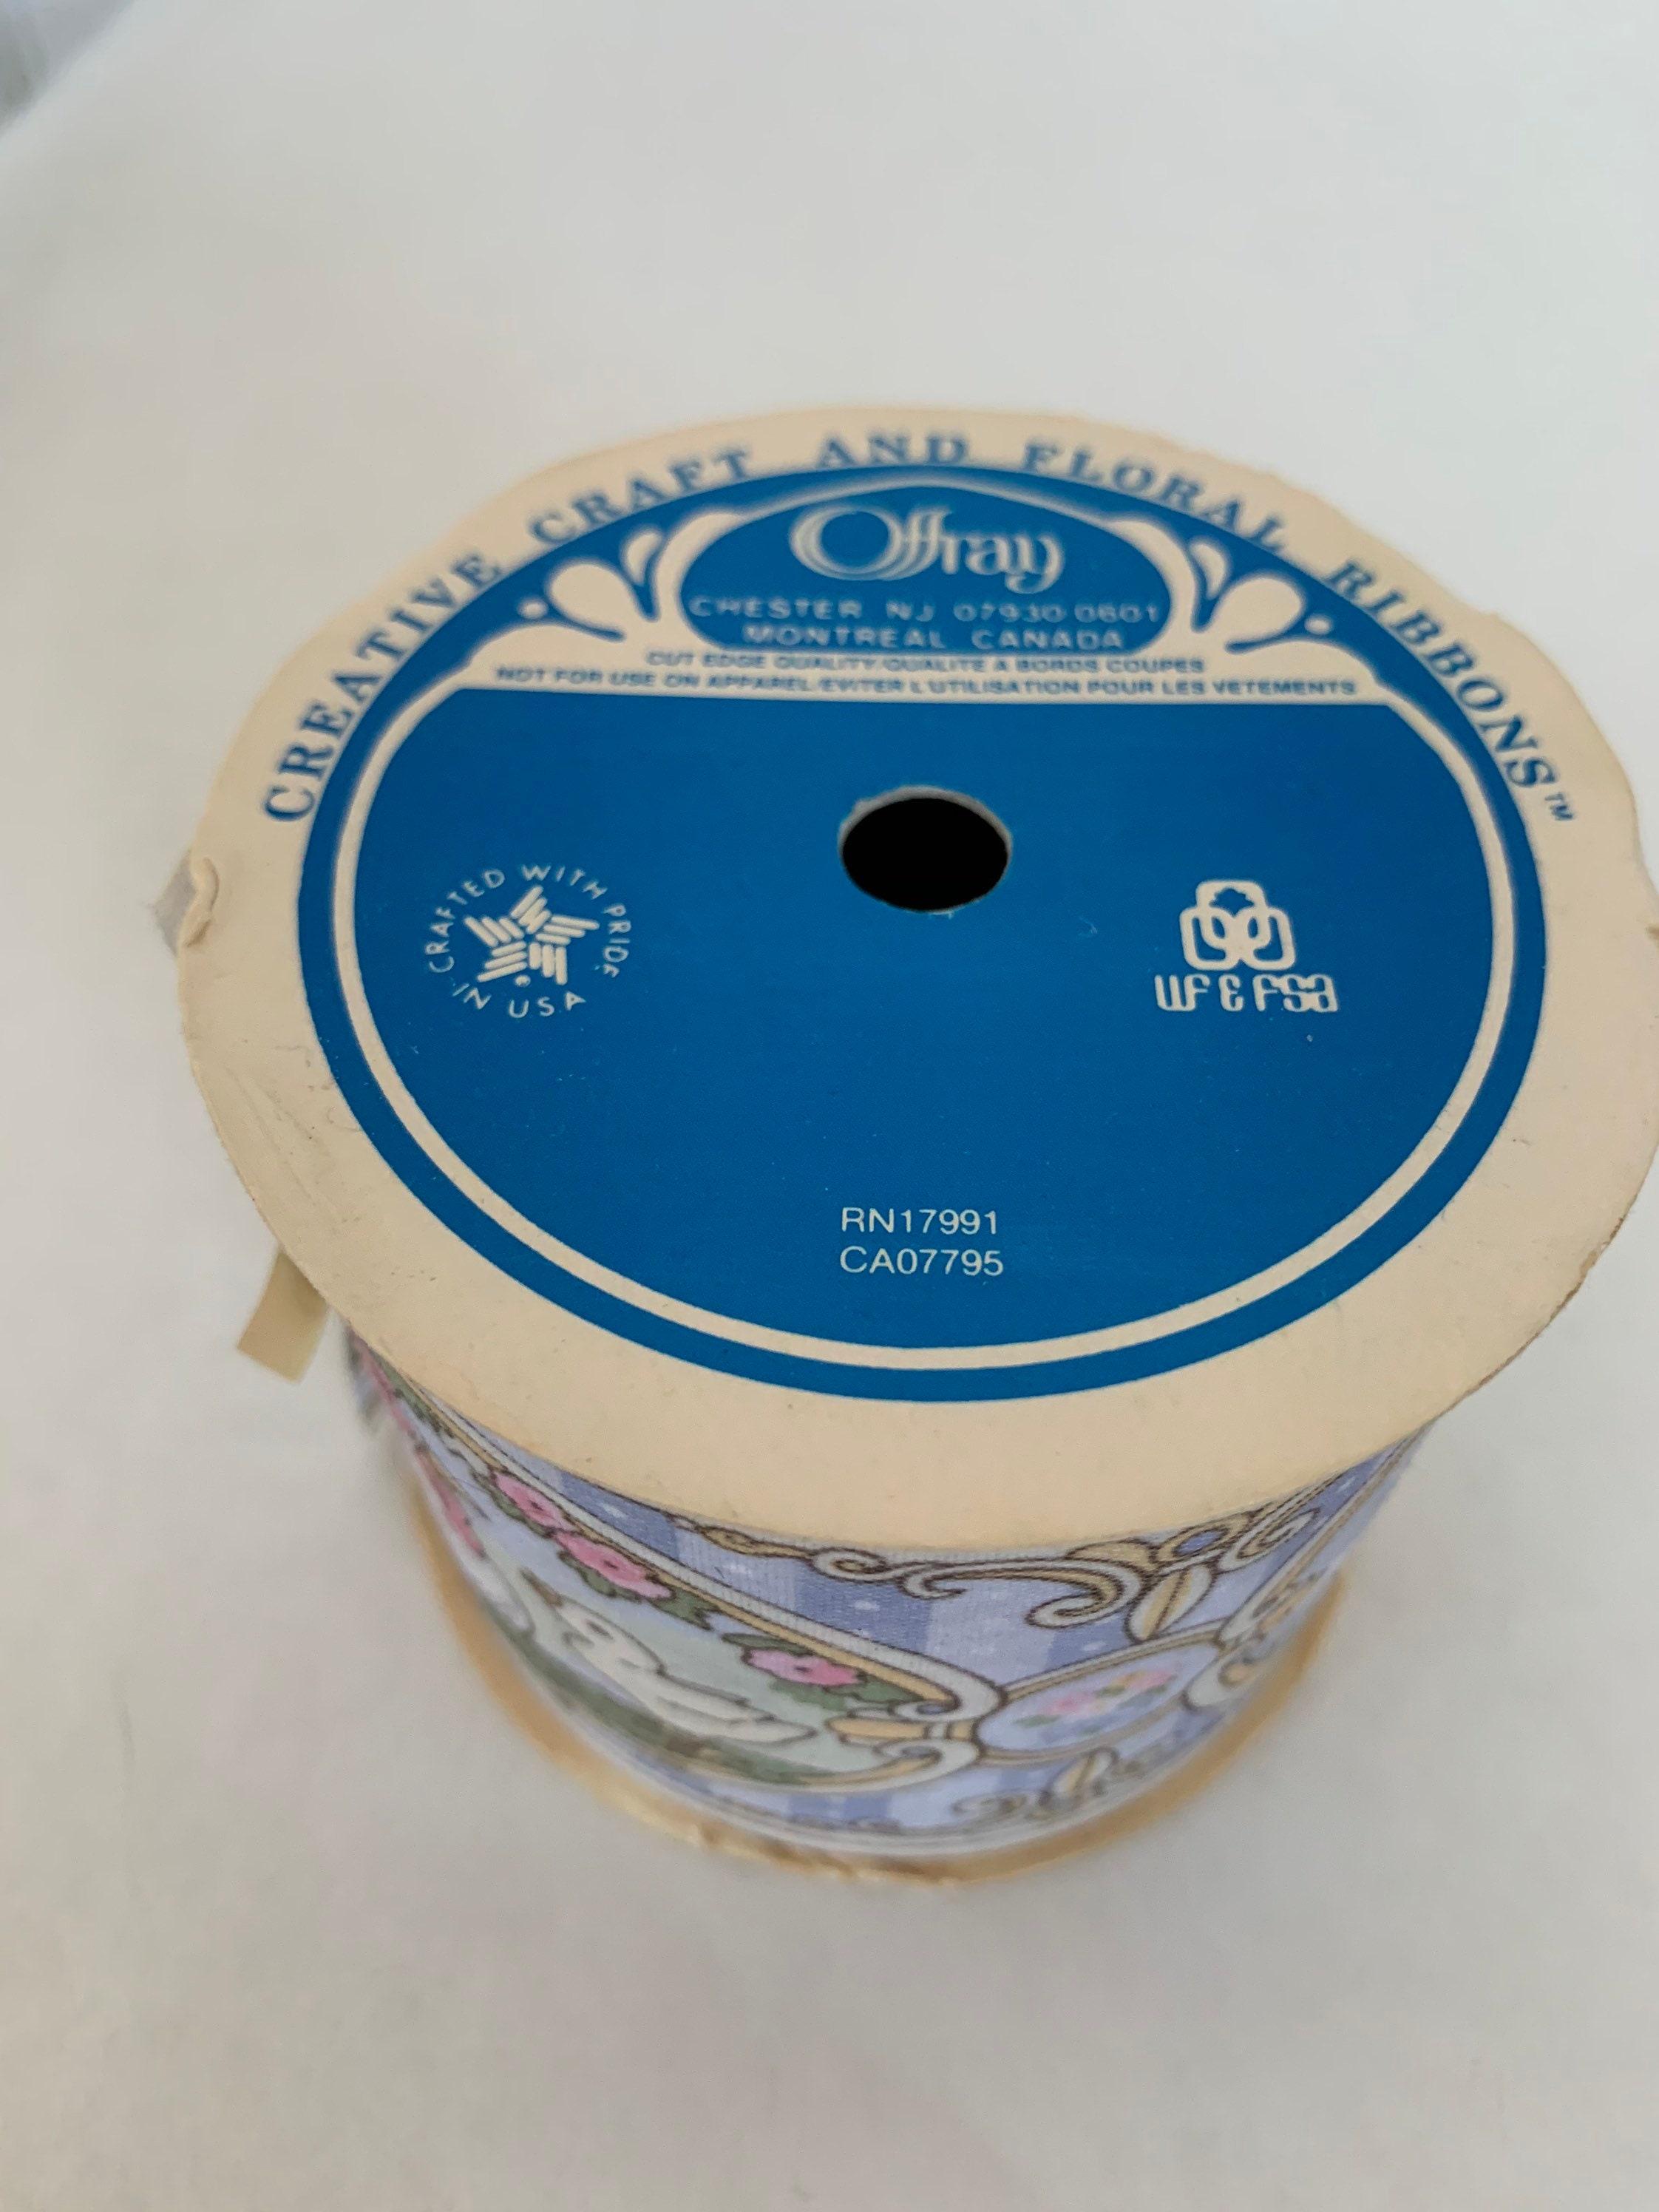 CREATIVE CRAFT AND FLORAL RIBBONS™
Offray
CHESTER NJ 07930-0601
MONTREAL CANADA
CUT EDGE QUALITY/QUALITE A BORDS COUPES
NOT FOR USE ON APPAREL/EVITER L'UTILISATION POUR LES VETEMENTS
CRAFTED WITH PRIDE
IN USA
WF&FSA
RN17991
CA07795